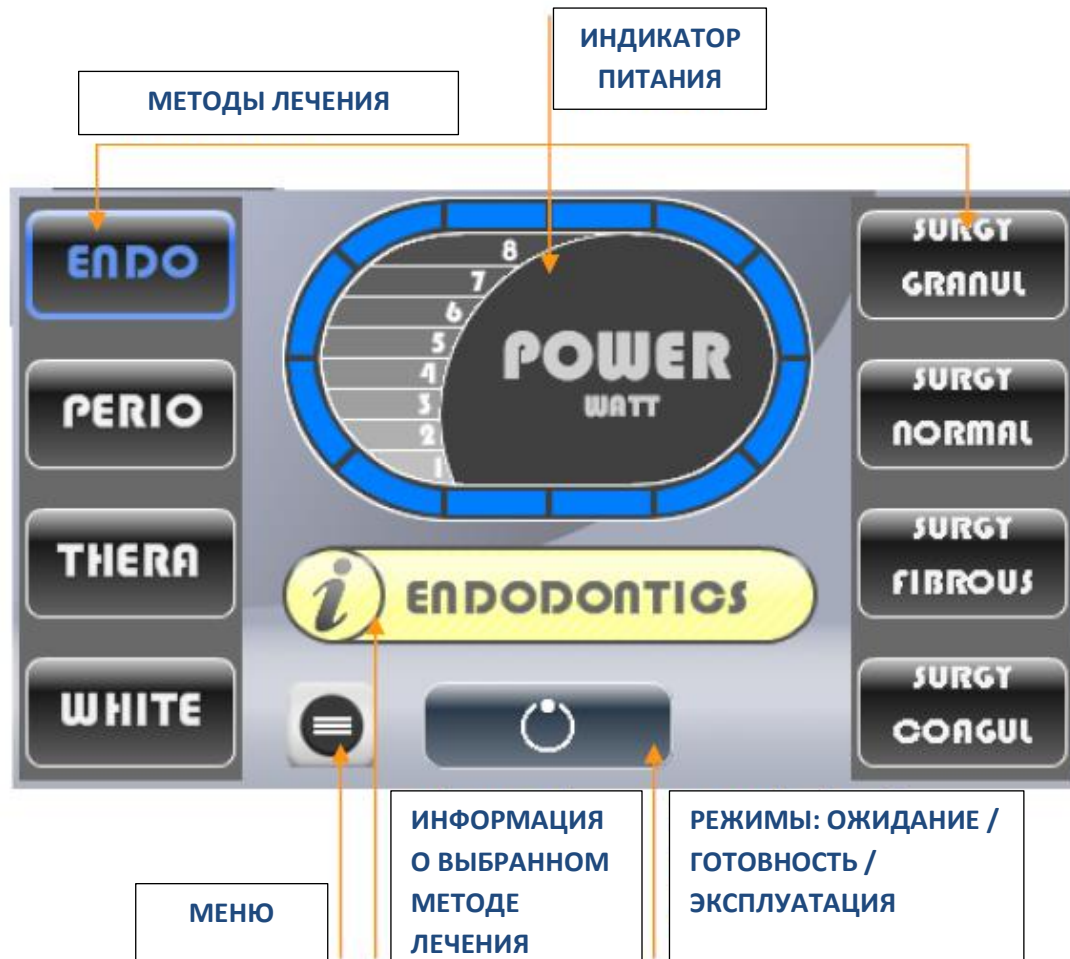 ИНДИКАТОР
ПИТАНИЯ
МЕТОДЫ ЛЕЧЕНИЯ
ENDO
PERIO
THERA
WHITE
8
7
6
5
4
3
2
1
POWER
WATT
i ENDODONTICS
SURGY
GRANUL
SURGY
NORMAL
SURGY
FIBROUS
SURGY
COAGUL
МЕНЮ
ИНФОРМАЦИЯ
О ВЫБРАННОМ
МЕТОДЕ
ЛЕЧЕНИЯ
РЕЖИМЫ: ОЖИДАНИЕ /
ГОТОВНОСТЬ /
ЭКСПЛУАТАЦИЯ